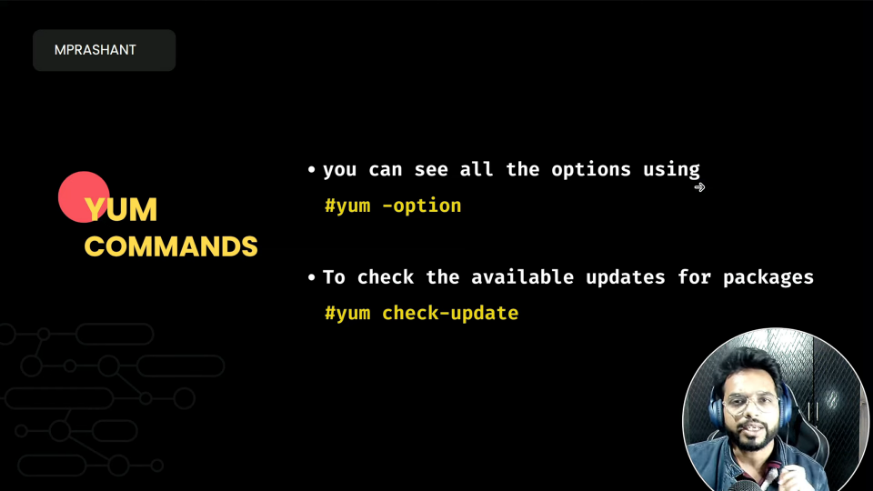 MPRASHANT
YUM
COMMANDS
• you can see all the options using
#yum -option
• To check the available updates for packages
#yum check-update